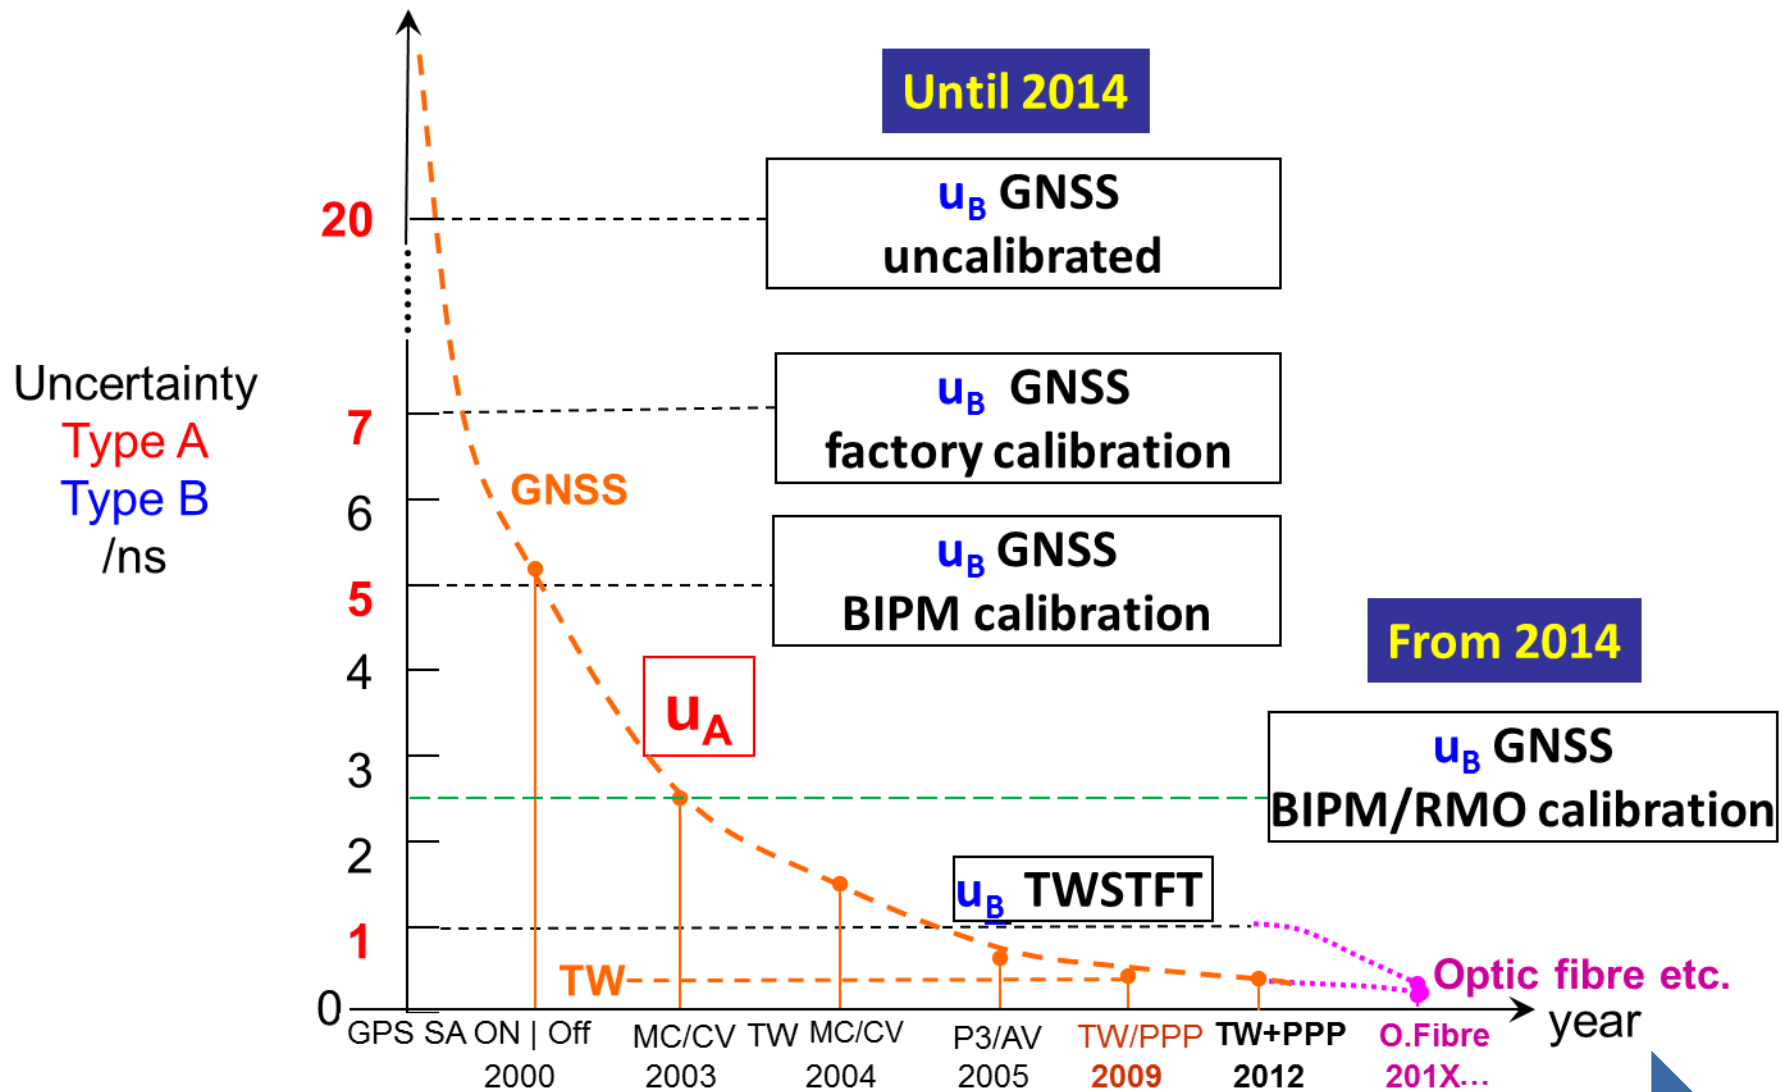 Until 2014
uB GNSS
uncalibrated
20
Uncertainty
Type A
Type B
/ns
uB GNSS
factory calibration
7
GNSS
6
uB GNSS
BIPM calibration
5
From 2014
4
uA
uB GNSS
BIPM/RMO calibration
3
2
uB TWSTFT
1
TW
Optic fibre etc.
0
year
GPS SA ON | Off MC/CV TW MC/CV P3/AV TW/PPP TW+PPP O.Fibre
2000 2003 2004 2005 2009 2012 201X...